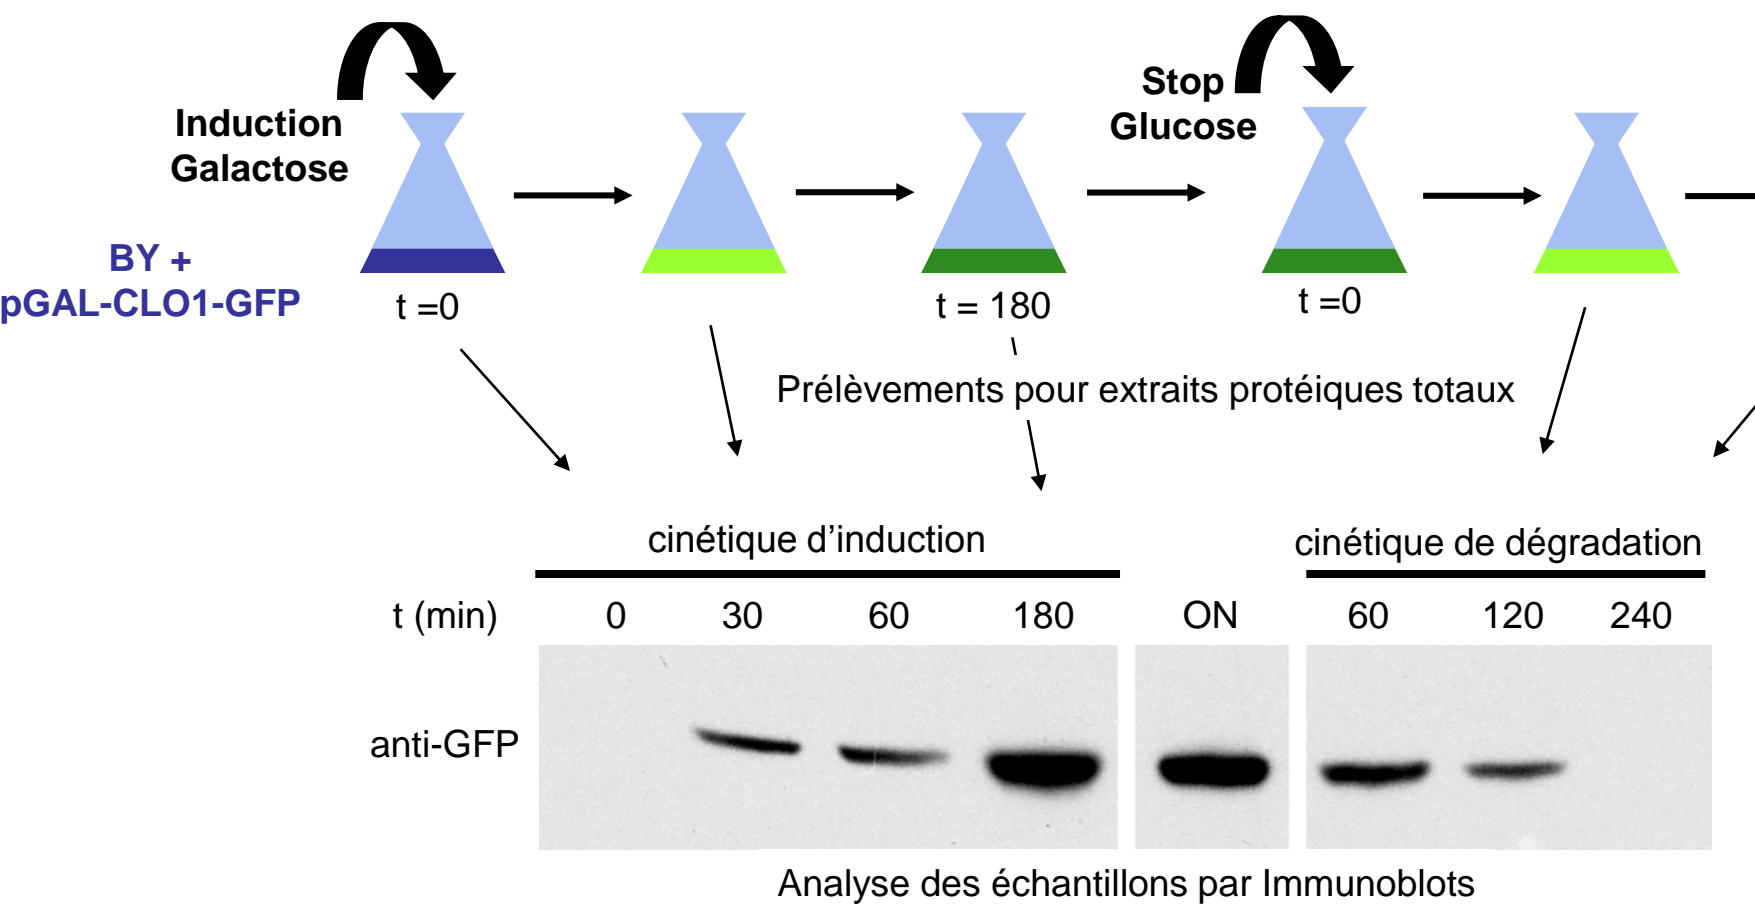 Induction
Galactose
Stop
Glucose
BY +
pGAL-CLO1-GFP
t =0
t = 180
t =0
Prélèvements pour extraits protéiques totaux
cinétique d’induction
cinétique de dégradation
t (min) 0 30 60 180 ON 60 120 240
anti-GFP
Analyse des échantillons par Immunoblots